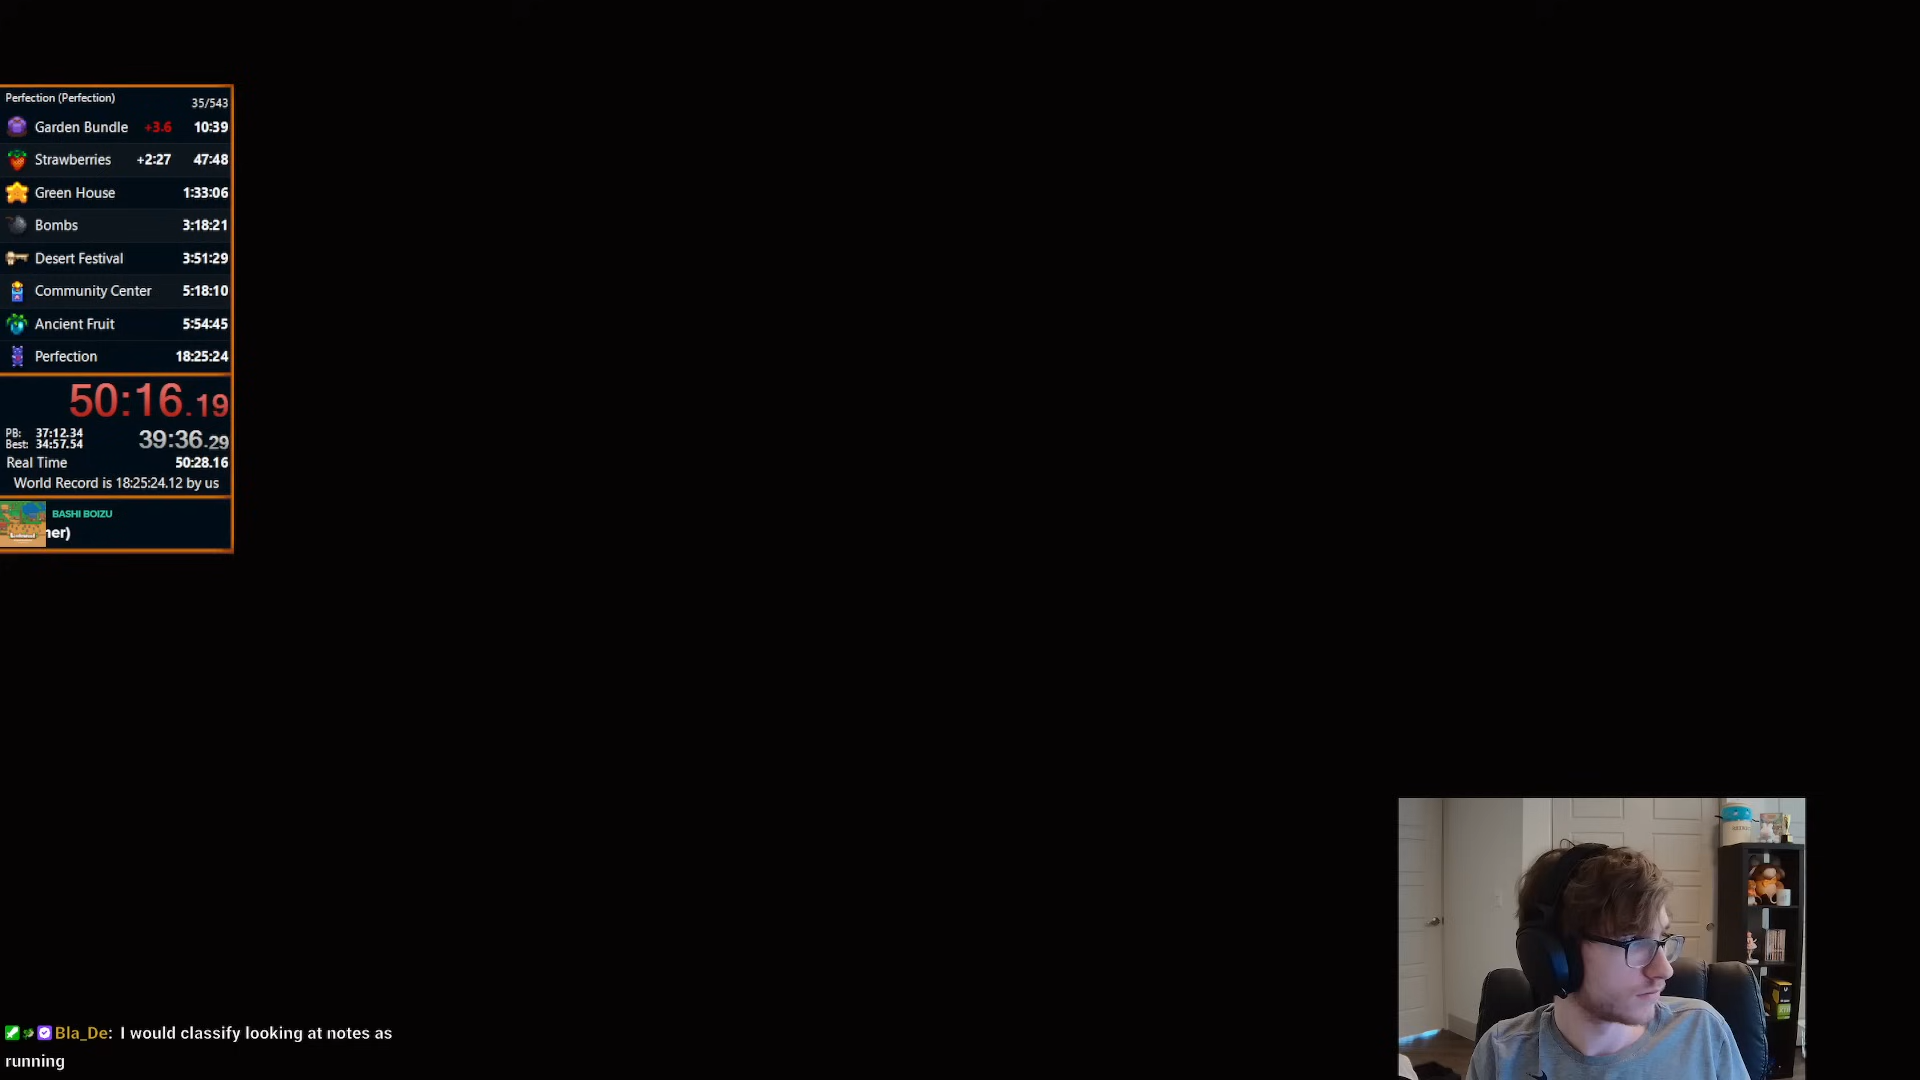 Perfection (Perfection)
35/543
Garden Bundle +3.6 10:39
Strawberries +2:27 47:48
Green House 1:33:06
Bombs 3:18:21
Desert Festival 3:51:29
Community Center 5:18:10
Ancient Fruit 5:54:45
Perfection 18:25:24
50:16.19
PB: 37:12.34
Best: 34:57.54
39:36.29
Real Time 50:28.16
World Record is 18:25:24.12 by us
BASHI BOIZU
ner)
Bla_De: I would classify looking at notes as
running